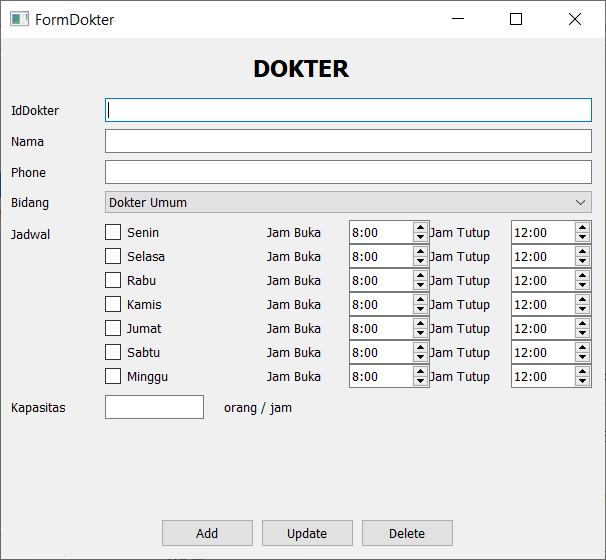 FormDokter
DOKTER
IdDokter
Nama
Phone
Bidang Dokter Umum
Jadwal Senin Jam Buka 8:00 Jam Tutup 12:00
Selasa Jam Buka 8:00 Jam Tutup 12:00
Rabu Jam Buka 8:00 Jam Tutup 12:00
Kamis Jam Buka 8:00 Jam Tutup 12:00
Jumat Jam Buka 8:00 Jam Tutup 12:00
Sabtu Jam Buka 8:00 Jam Tutup 12:00
Minggu Jam Buka 8:00 Jam Tutup 12:00
Kapasitas orang / jam
Add Update Delete